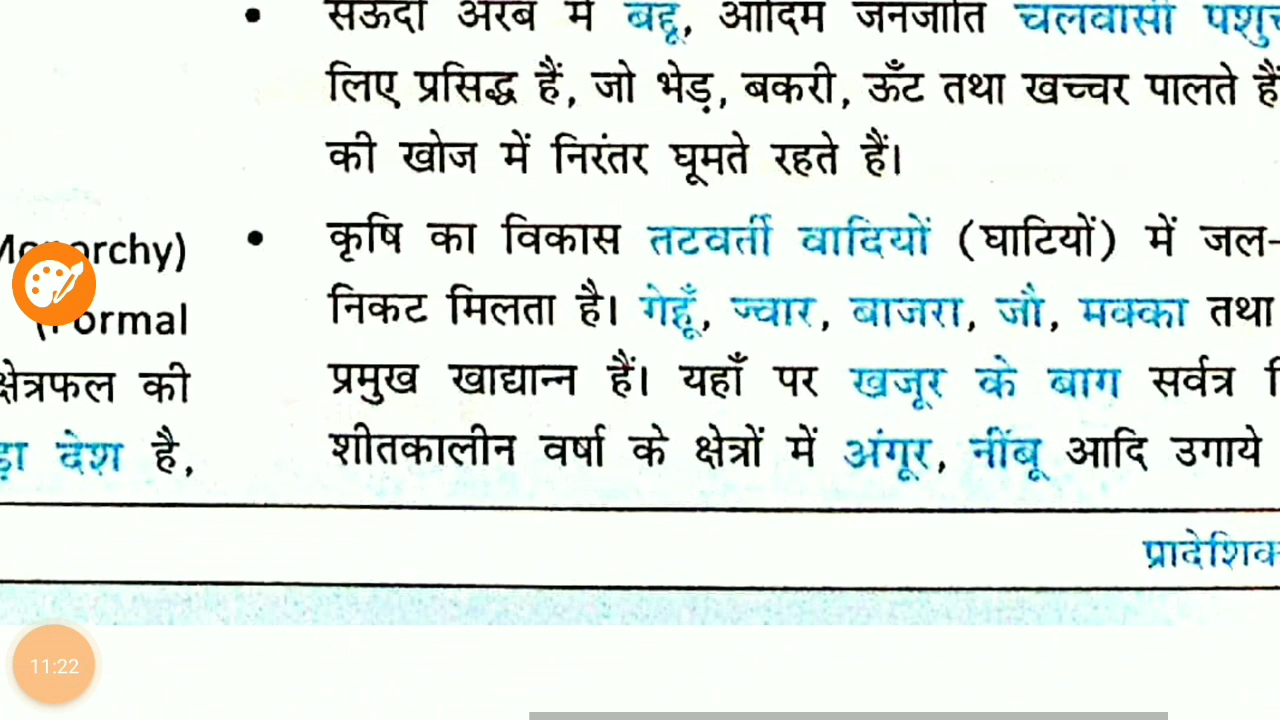 Monarchy)
(Formal
क्षेत्रफल की
देश है,
• सऊदी अरब में बद्दू, आदिम जनजाति चलवासी
लिए प्रसिद्ध हैं, जो भेड़, बकरी, ऊँट तथा खच्चर पालते हैं
की खोज में निरंतर घूमते रहते हैं।
• कृषि का विकास तटवर्ती वादियों (घाटियों) में जल-
निकट मिलता है। गेहूँ, ज्वार, बाजरा, जौ, मक्का तथा
प्रमुख खाद्यान्न हैं। यहाँ पर खजूर के बाग सर्वत्र
शीतकालीन वर्षा के क्षेत्रों में अंगूर, नींबू आदि उगाये
11:22